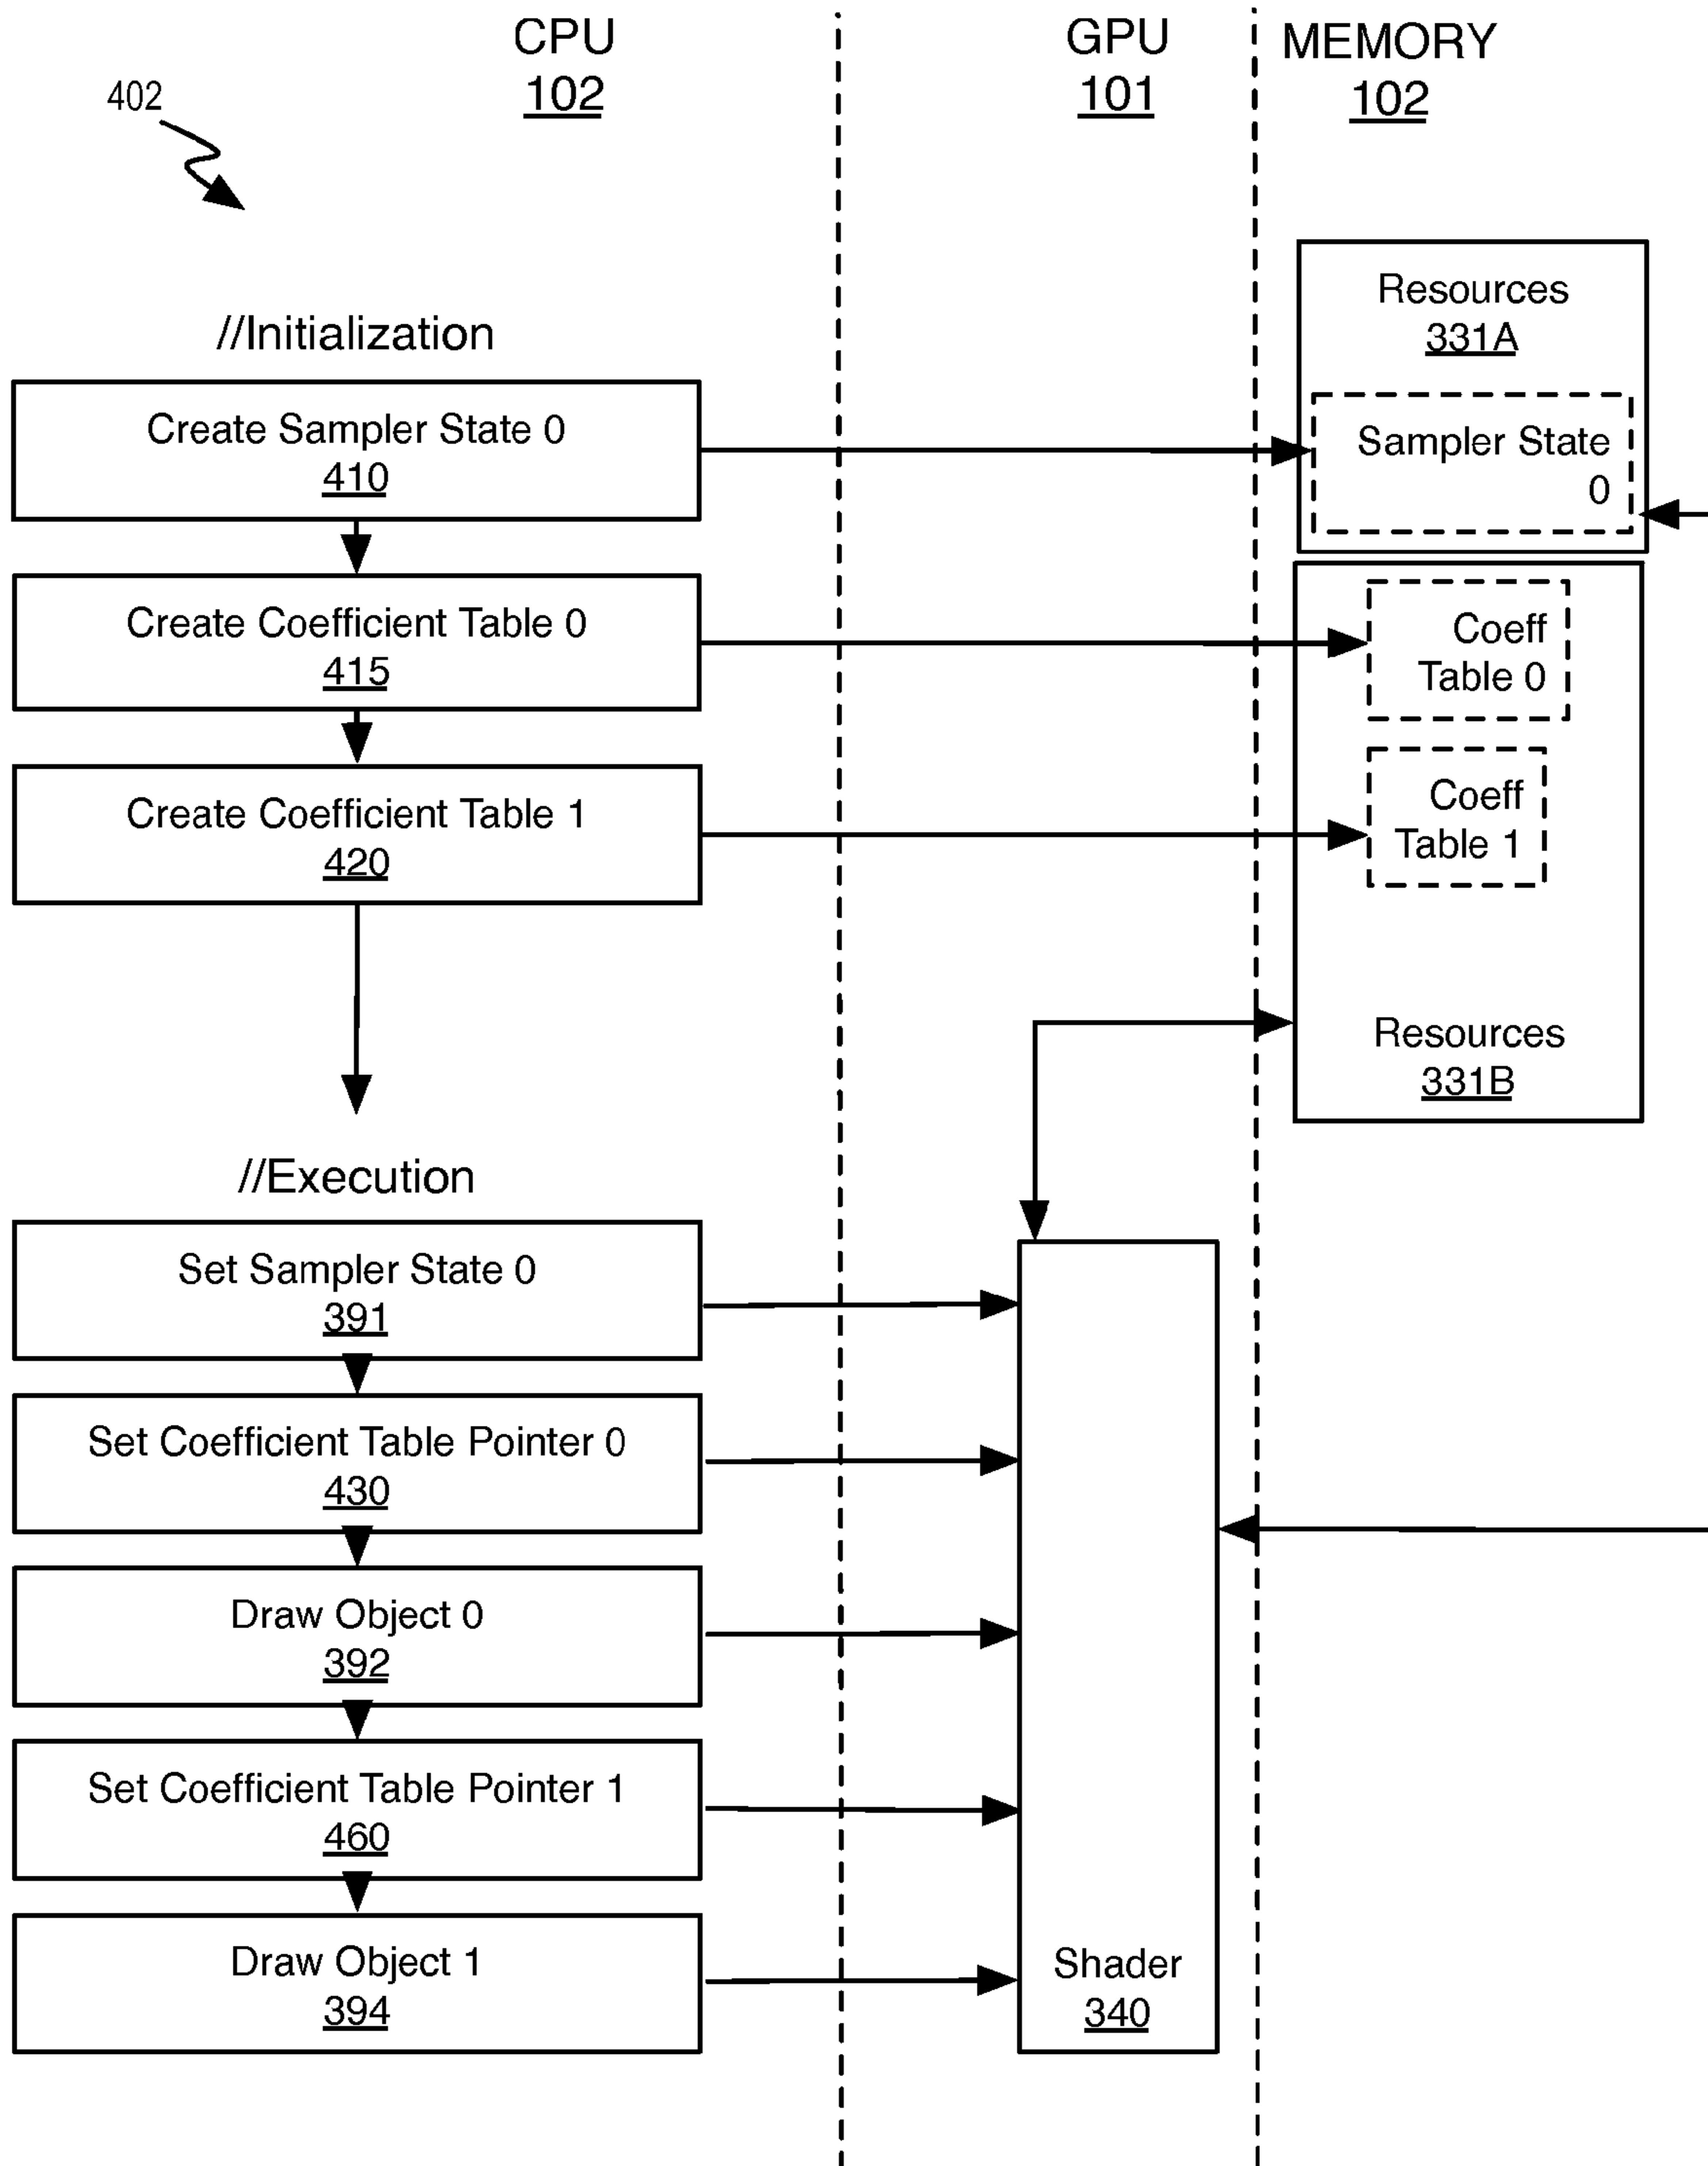 CPU
102
GPU
101
MEMORY
102
402
Resources
331A
Sampler State
0
//Initialization
Create Sampler State 0
410
Create Coefficient Table 0
415
Create Coefficient Table 1
420
Coeff
Table 0
Coeff
Table 1
Resources
331B
//Execution
Set Sampler State 0
391
Set Coefficient Table Pointer 0
430
Draw Object 0
392
Set Coefficient Table Pointer 1
460
Draw Object 1
394
Shader
340